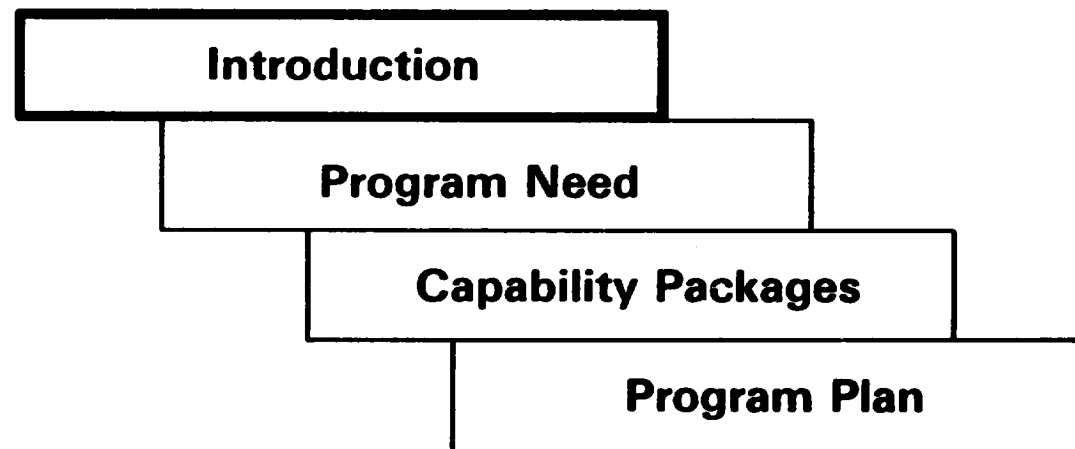 Introduction
Program Need
Capability Packages
Program Plan